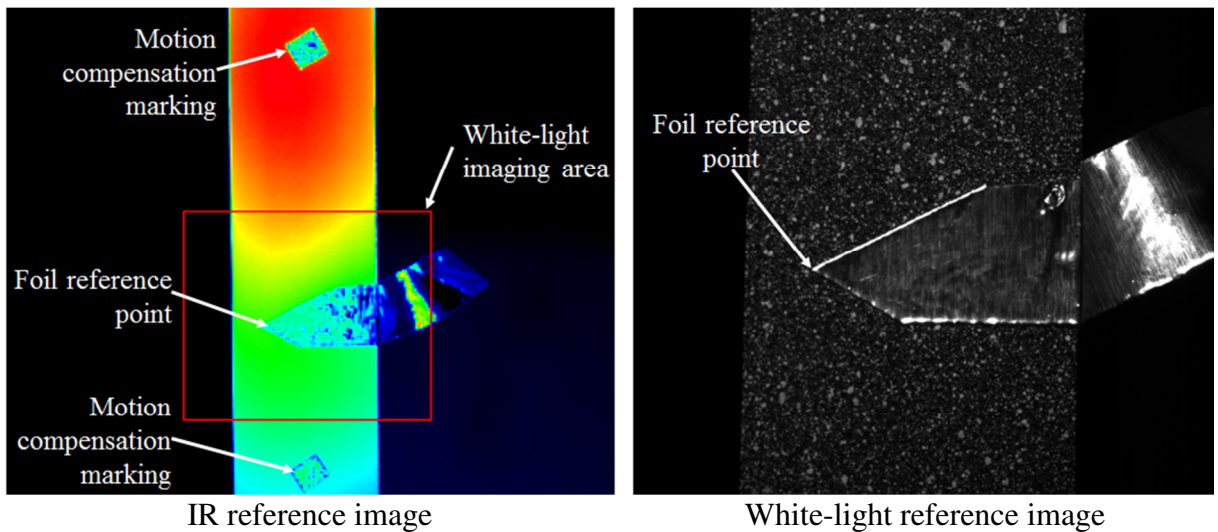 Motion
compensation
marking
White-light
imaging area
Foil reference
point
Motion
compensation
marking
IR reference image
Foil reference
point
White-light reference image